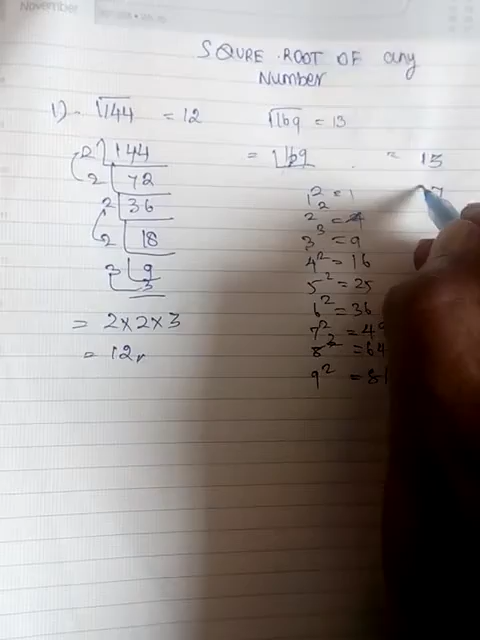 November
SQURE ROOT OF any
Number
1) √144 = 12
2 144
2 72
2 36
2 18
3 9
3
= 2×2×3
= 12
√169 = 13
= √169 = 13
1² = 1
2² = 4
3³ = 9
4² = 16
5² = 25
6² = 36
7² = 49
8² = 64
9² = 81